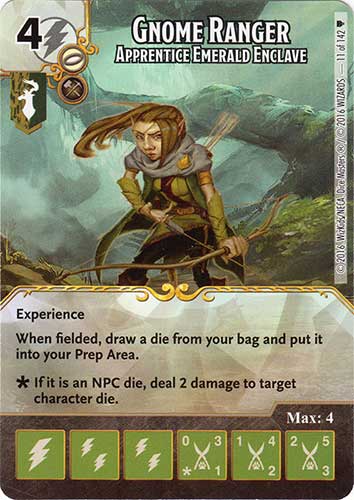 4
GNOME RANGER
APPRENTICE EMERALD ENCLAVE
© 2016 WizKids/NECA. Dice Masters ®/™/© 2016 WIZARDS. — 11 of 142
Experience
When fielded, draw a die from your bag and put it
into your Prep Area.
* If it is an NPC die, deal 2 damage to target
character die.
Max: 4
0 3
* 1
1 4
2
2 5
3